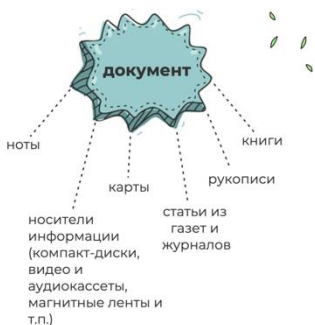 документ
ноты
носители
информации
(компакт-диски,
видео и
аудиокассеты,
магнитные ленты и
т.п.)
карты
статьи из
газет и
журналов
рукописи
книги